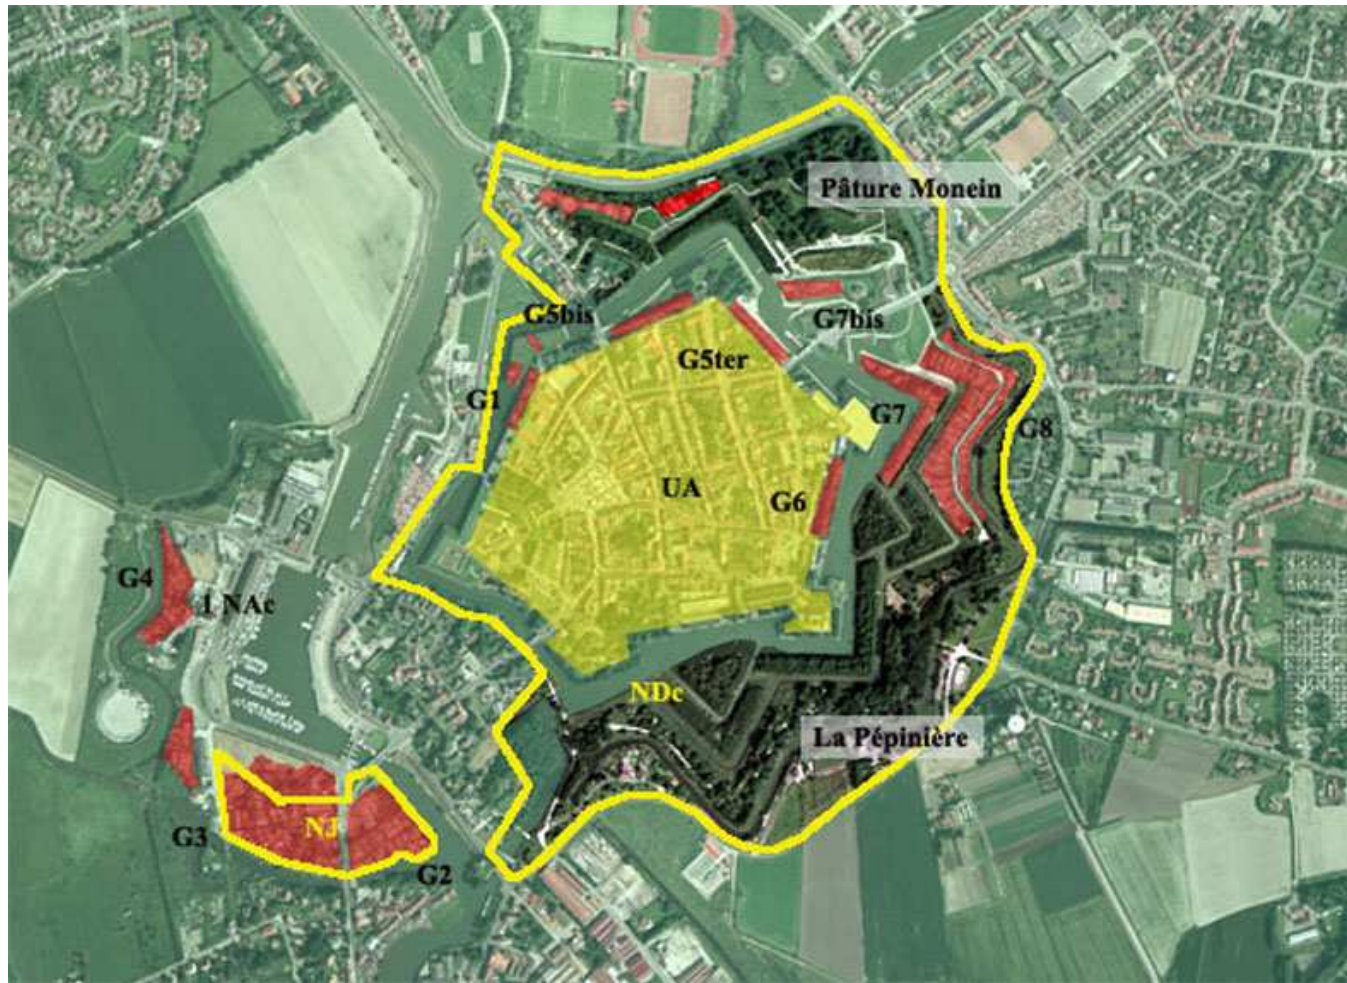 Pâture Monein
G5bis
G7bis
G5ter
G1
G7
G8
UA
G6
G4
1 NAc
NDc
La Pépinière
NJ
G3
G2